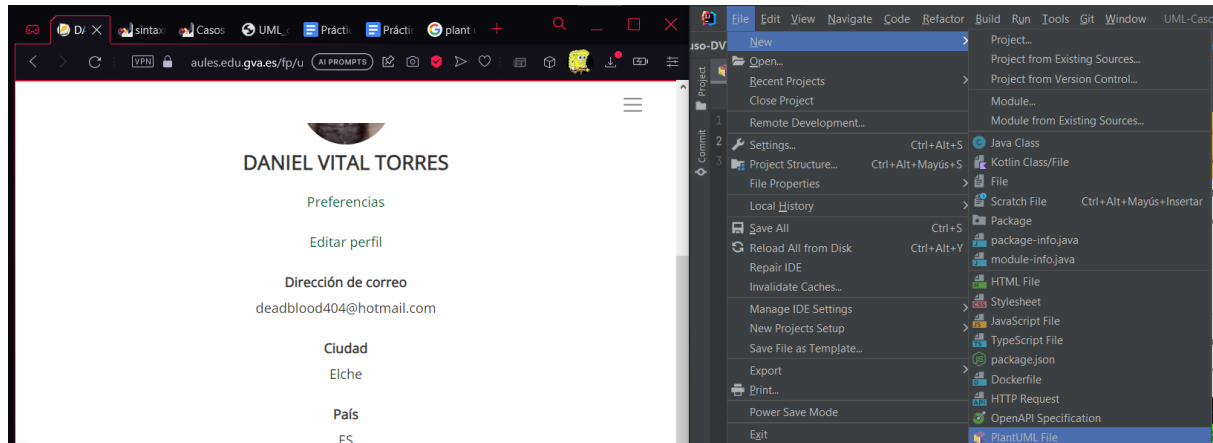 D/
sintax
Casos
UML_c
Práctic
Práctic
plant u
VPN
aules.edu.gva.es/fp/u
AI PROMPTS
DANIEL VITAL TORRES
Preferencias
Editar perfil
Dirección de correo
deadblood404@hotmail.com
Ciudad
Elche
País
ES
File Edit View Navigate Code Refactor Build Run Tools Git Window UML-Casc
uso-DV
Project
Commit
1
2
3
New
Open...
Recent Projects
Close Project
Remote Development...
Settings... Ctrl+Alt+S
Project Structure... Ctrl+Alt+Mayús+S
File Properties
Local History
Save All Ctrl+S
Reload All from Disk Ctrl+Alt+Y
Repair IDE
Invalidate Caches...
Manage IDE Settings
New Projects Setup
Save File as Template...
Export
Print...
Power Save Mode
Exit
Project...
Project from Existing Sources...
Project from Version Control...
Module...
Module from Existing Sources...
Java Class
Kotlin Class/File
File
Scratch File Ctrl+Alt+Mayús+Insertar
Package
package-info.java
module-info.java
HTML File
Stylesheet
JavaScript File
TypeScript File
package.json
Dockerfile
HTTP Request
OpenAPI Specification
PlantUML File